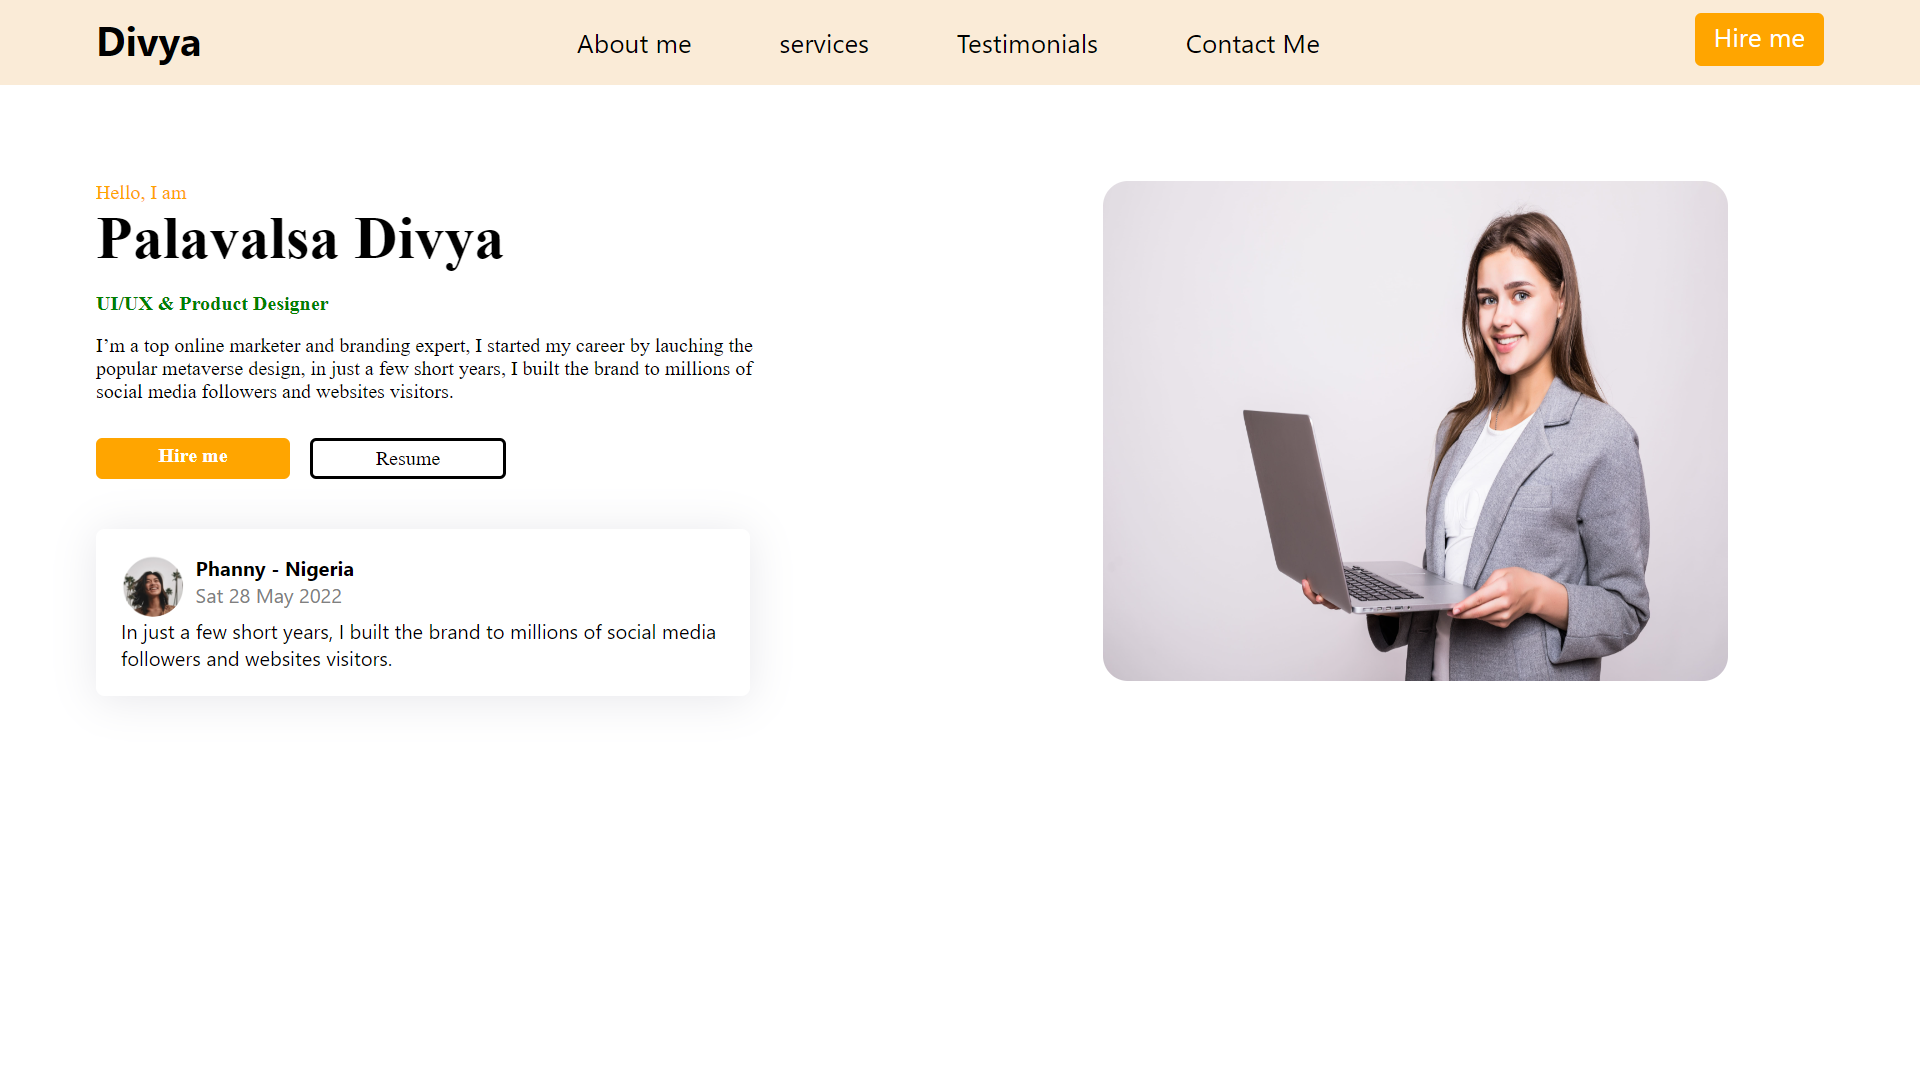 Divya
About me
services
Testimonials
Contact Me
Hire me
Hello, I am
Palavalsa Divya
UI/UX & Product Designer
I’m a top online marketer and branding expert, I started my career by lauching the
popular metaverse design, in just a few short years, I built the brand to millions of
social media followers and websites visitors.
Hire me
Resume
Phanny - Nigeria
Sat 28 May 2022
In just a few short years, I built the brand to millions of social media
followers and websites visitors.